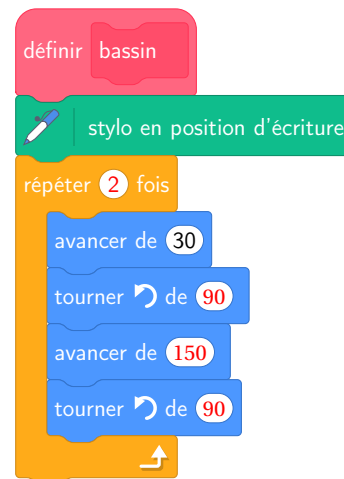 définir bassin
stylo en position d'écriture
répéter 2 fois
avancer de 30
tourner de 90
avancer de 150
tourner de 90